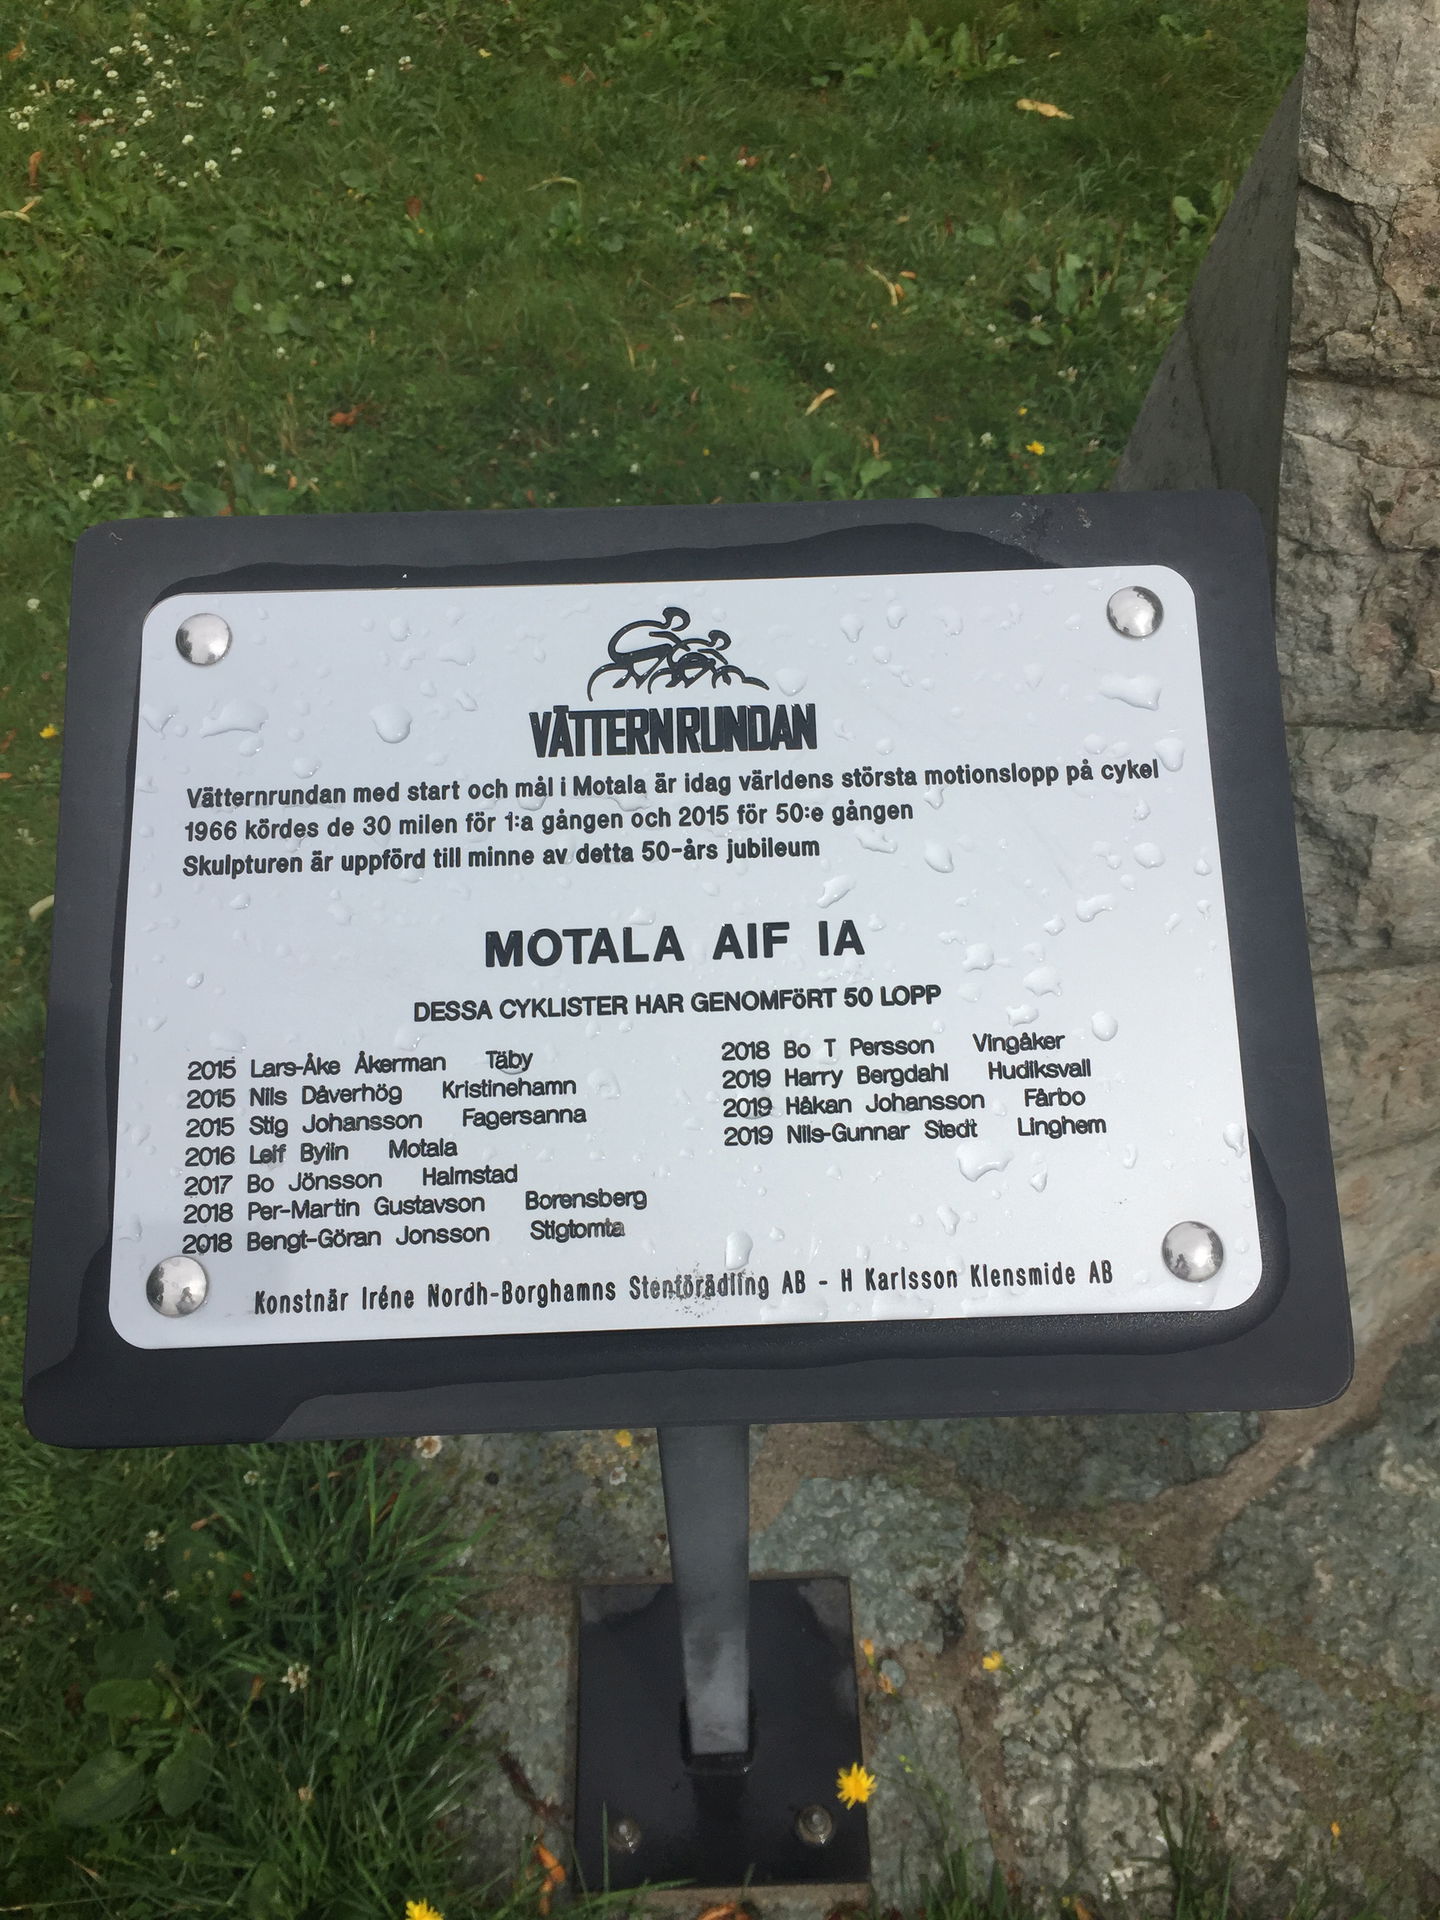 VÄTTERNRUNDAN
Vätternrundan med start och mål i Motala är idag världens största motionslopp på cykel
1966 kördes de 30 milen för 1:a gången och 2015 för 50:e gången
Skulpturen är uppförd till minne av detta 50-års jubileum
MOTALA AIF IA
DESSA CYKLISTER HAR GENOMFöRT 50 LOPP
2015 Lars-Åke Åkerman Täby
2015 Nils Dåverhög Kristinehamn
2015 Stig Johansson Fagersanna
2016 Leif Bylin Motala
2017 Bo Jönsson Halmstad
2018 Per-Martin Gustavson Borensberg
2018 Bengt-Göran Jonsson Stigtomta
2018 Bo T Persson Vingåker
2019 Harry Bergdahl Hudiksvall
2019 Håkan Johansson Fårbo
2019 Nils-Gunnar Stedt Linghem
Konstnär Iréne Nordh-Borghamns Stenförädling AB - H Karlsson Klensmide AB